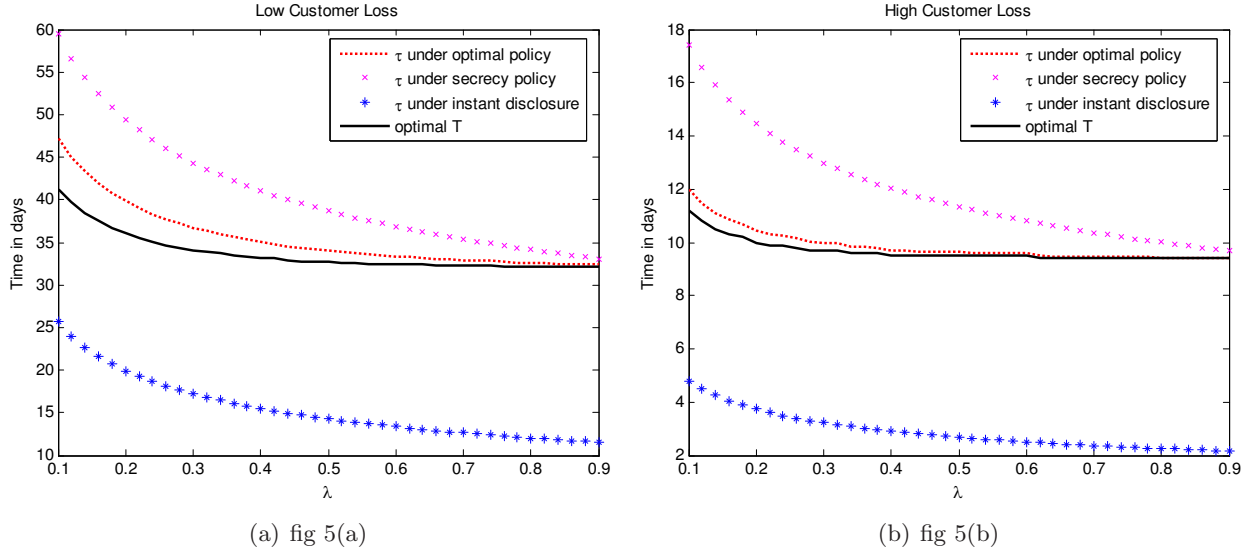 Low Customer Loss
60
55
50
45
40
35
30
25
20
15
10
Time in days
τ under optimal policy
τ under secrecy policy
τ under instant disclosure
optimal T
0.1 0.2 0.3 0.4 0.5 0.6 0.7 0.8 0.9
λ
(a) fig 5(a)
High Customer Loss
18
16
14
12
10
8
6
4
2
Time in days
τ under optimal policy
τ under secrecy policy
τ under instant disclosure
optimal T
0.1 0.2 0.3 0.4 0.5 0.6 0.7 0.8 0.9
λ
(b) fig 5(b)